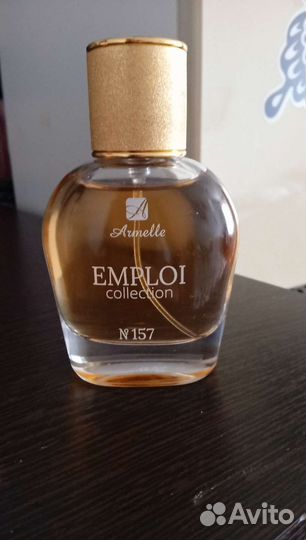 A
Armelle
EMPLOI
collection
№157
Avito